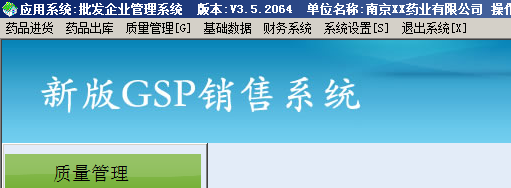 应用系统:批发企业管理系统 版本:V3.5.2064 单位名称:南京XX药业有限公司 操
药品进货 药品出库 质量管理[G] 基础数据 财务系统 系统设置[S] 退出系统[X]
新版GSP销售系统
质量管理